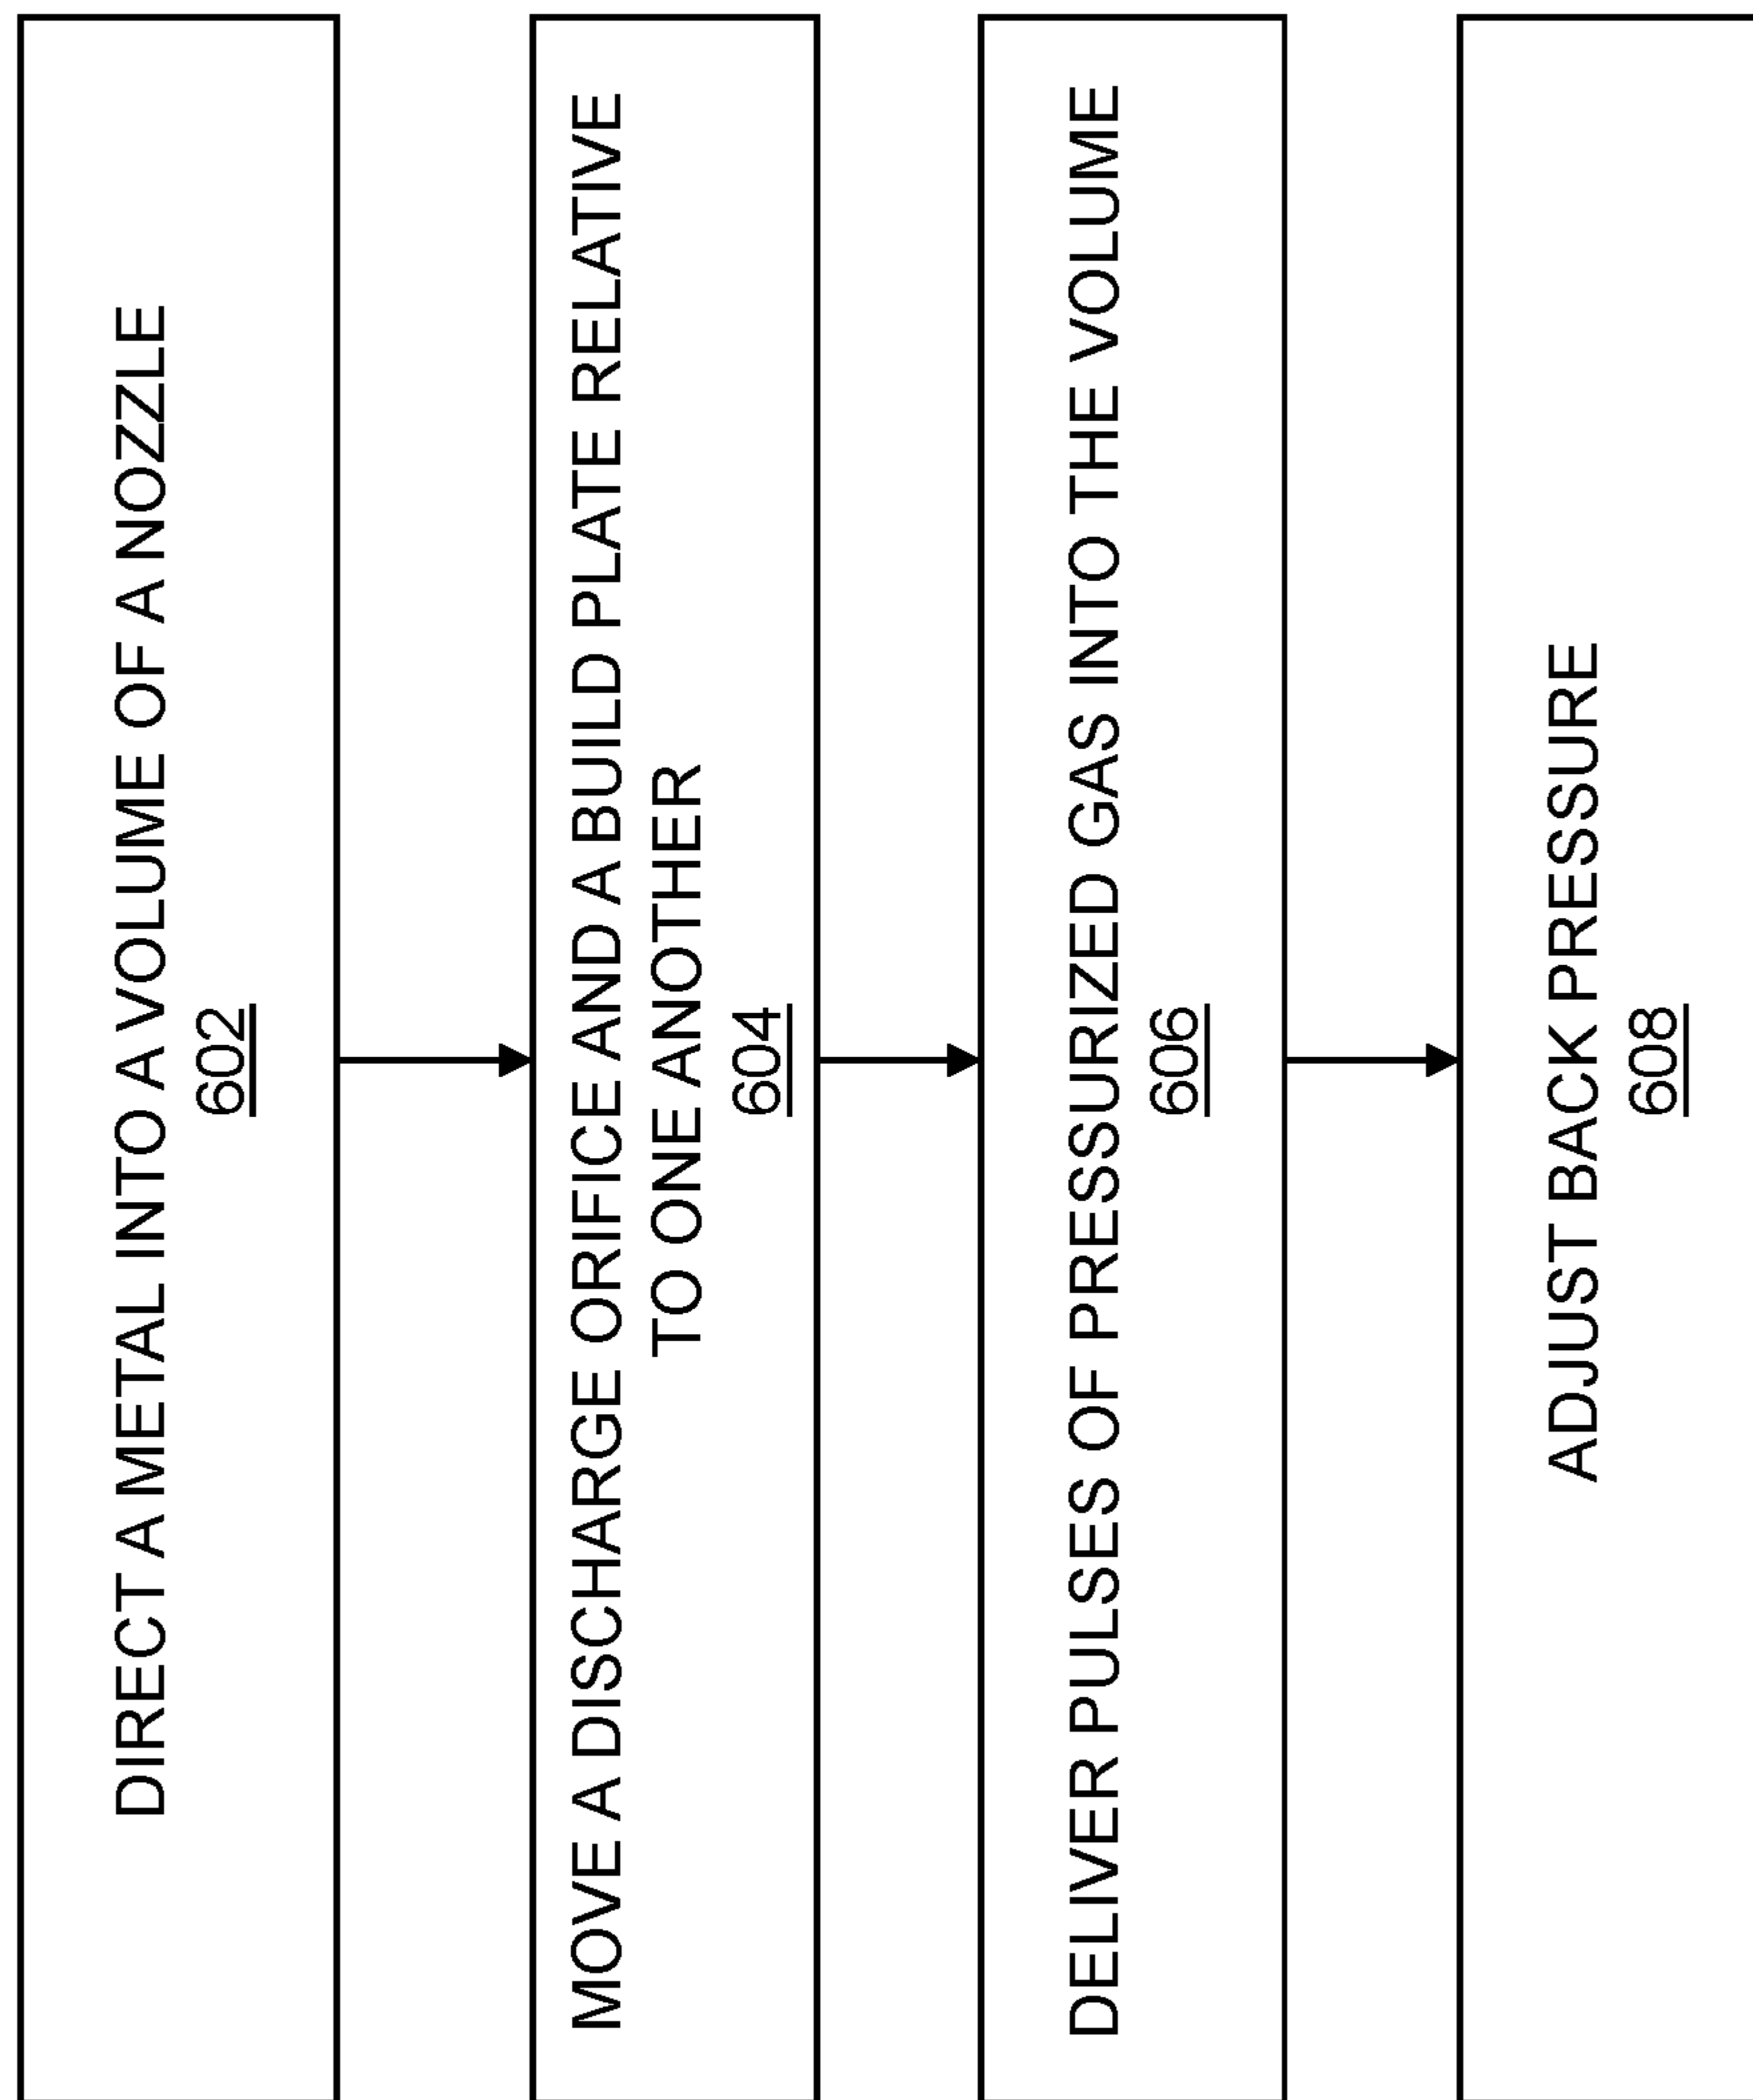 DIRECT A METAL INTO A VOLUME OF A NOZZLE
602
MOVE A DISCHARGE ORIFICE AND A BUILD PLATE RELATIVE
TO ONE ANOTHER
604
DELIVER PULSES OF PRESSURIZED GAS INTO THE VOLUME
606
ADJUST BACK PRESSURE
608